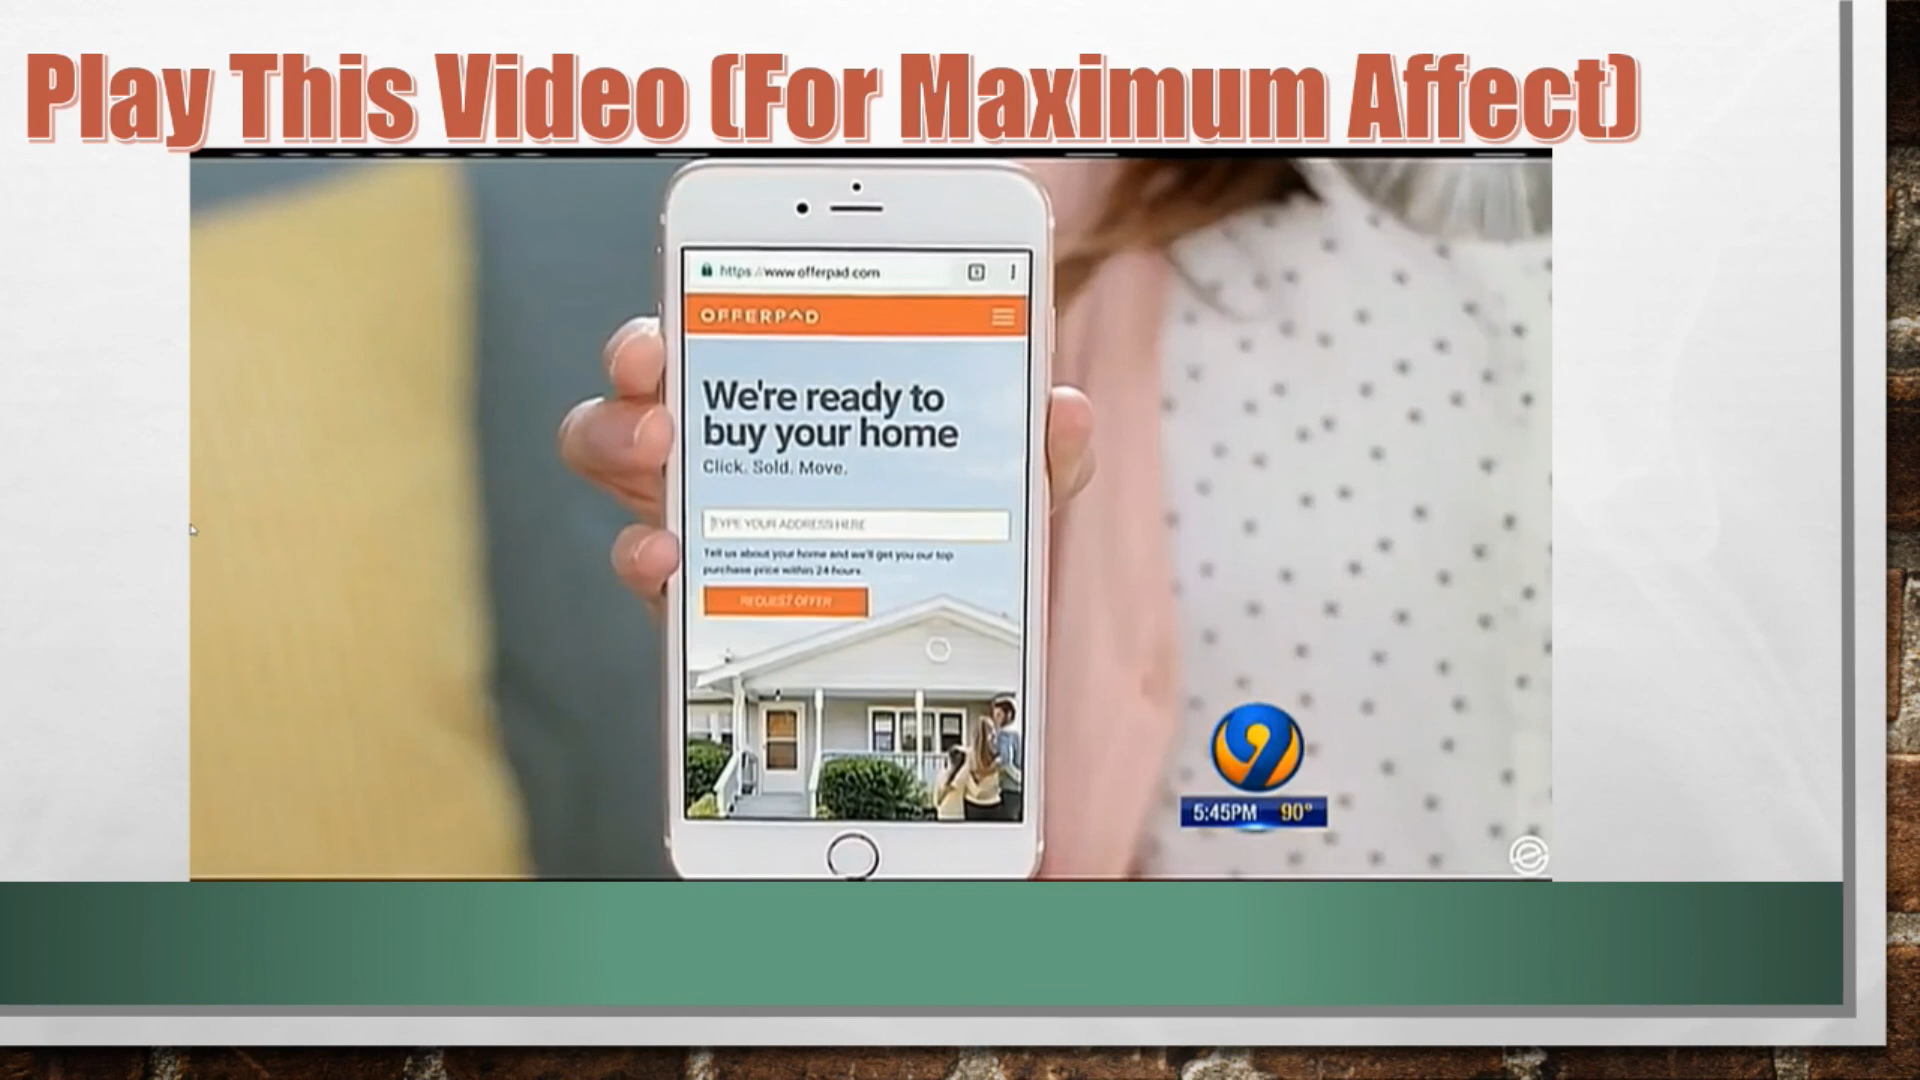 Play This Video (For Maximum Affect)
https://www.offerpad.com
OFFERPAD
We're ready to
buy your home
Click. Sold. Move.
TYPE YOUR ADDRESS HERE
Tell us about your home and we'll get you our top
purchase price within 24 hours.
REQUEST OFFER
9
5:45PM 90°